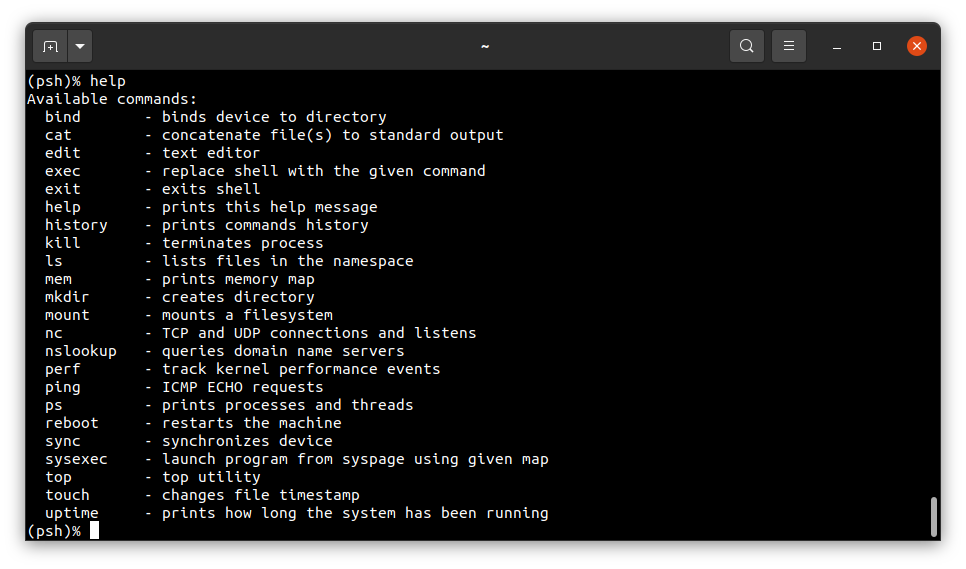 ~
(psh)% help
Available commands:
  bind       - binds device to directory
  cat        - concatenate file(s) to standard output
  edit       - text editor
  exec       - replace shell with the given command
  exit       - exits shell
  help       - prints this help message
  history    - prints commands history
  kill       - terminates process
  ls         - lists files in the namespace
  mem        - prints memory map
  mkdir      - creates directory
  mount      - mounts a filesystem
  nc         - TCP and UDP connections and listens
  nslookup   - queries domain name servers
  perf       - track kernel performance events
  ping       - ICMP ECHO requests
  ps         - prints processes and threads
  reboot     - restarts the machine
  sync       - synchronizes device
  sysexec    - launch program from syspage using given map
  top        - top utility
  touch      - changes file timestamp
  uptime     - prints how long the system has been running
(psh)%